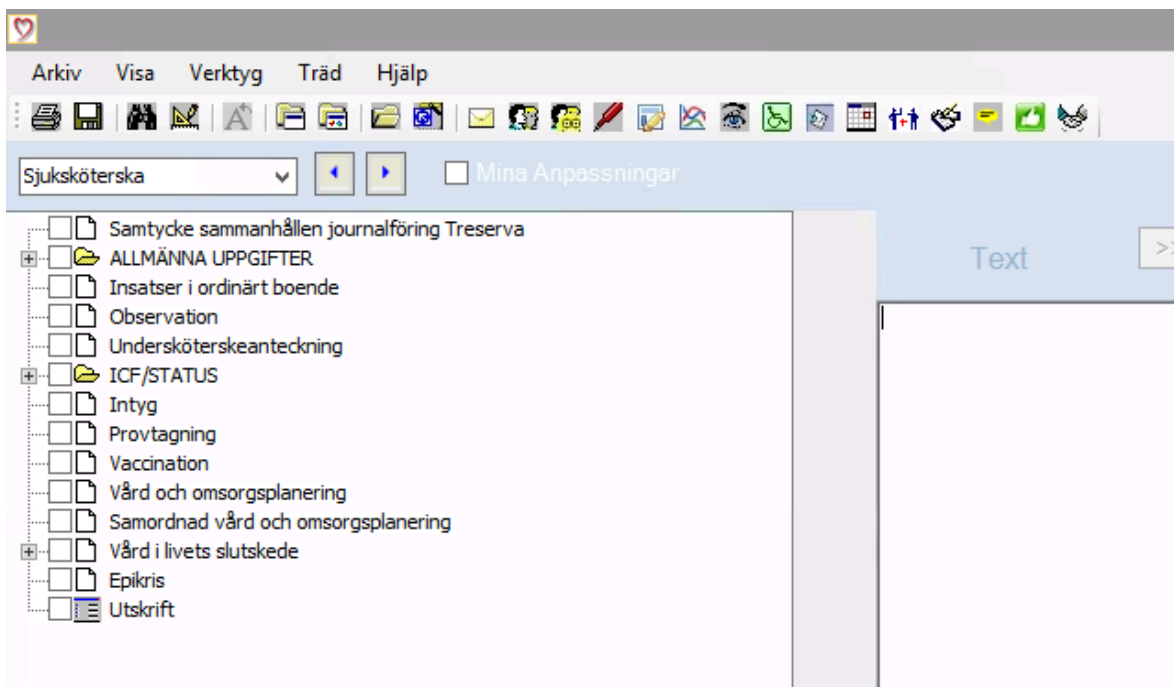 Arkiv Visa Verktyg Träd Hjälp
Sjuksköterska Mina Anpassningar
Samtycke sammanhållen journalföring Treserva
ALLMÄNNA UPPGIFTER
Insatser i ordinärt boende
Observation
Undersköterskeanteckning
ICF/STATUS
Intyg
Provtagning
Vaccination
Vård och omsorgsplanering
Samordnad vård och omsorgsplanering
Vård i livets slutskede
Epikris
Utskrift
Text >>